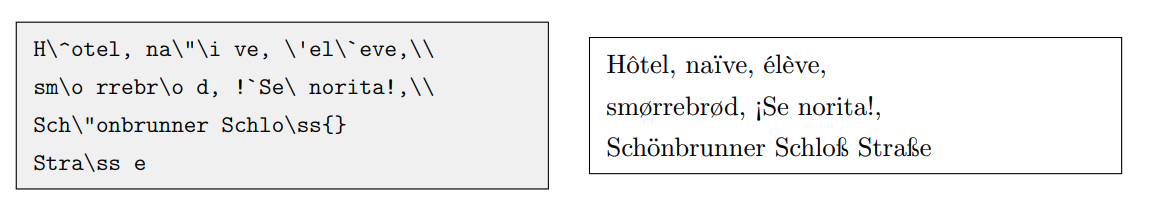 H\^otel, na\"\i ve, \'el\`eve,\\
sm\o rrebr\o d, !`Se\ norita!,\\
Sch\"onbrunner Schlo\ss{}
Stra\ss e
Hôtel, naïve, élève,
smørrebrød, ¡Se norita!,
Schönbrunner Schloß Straße